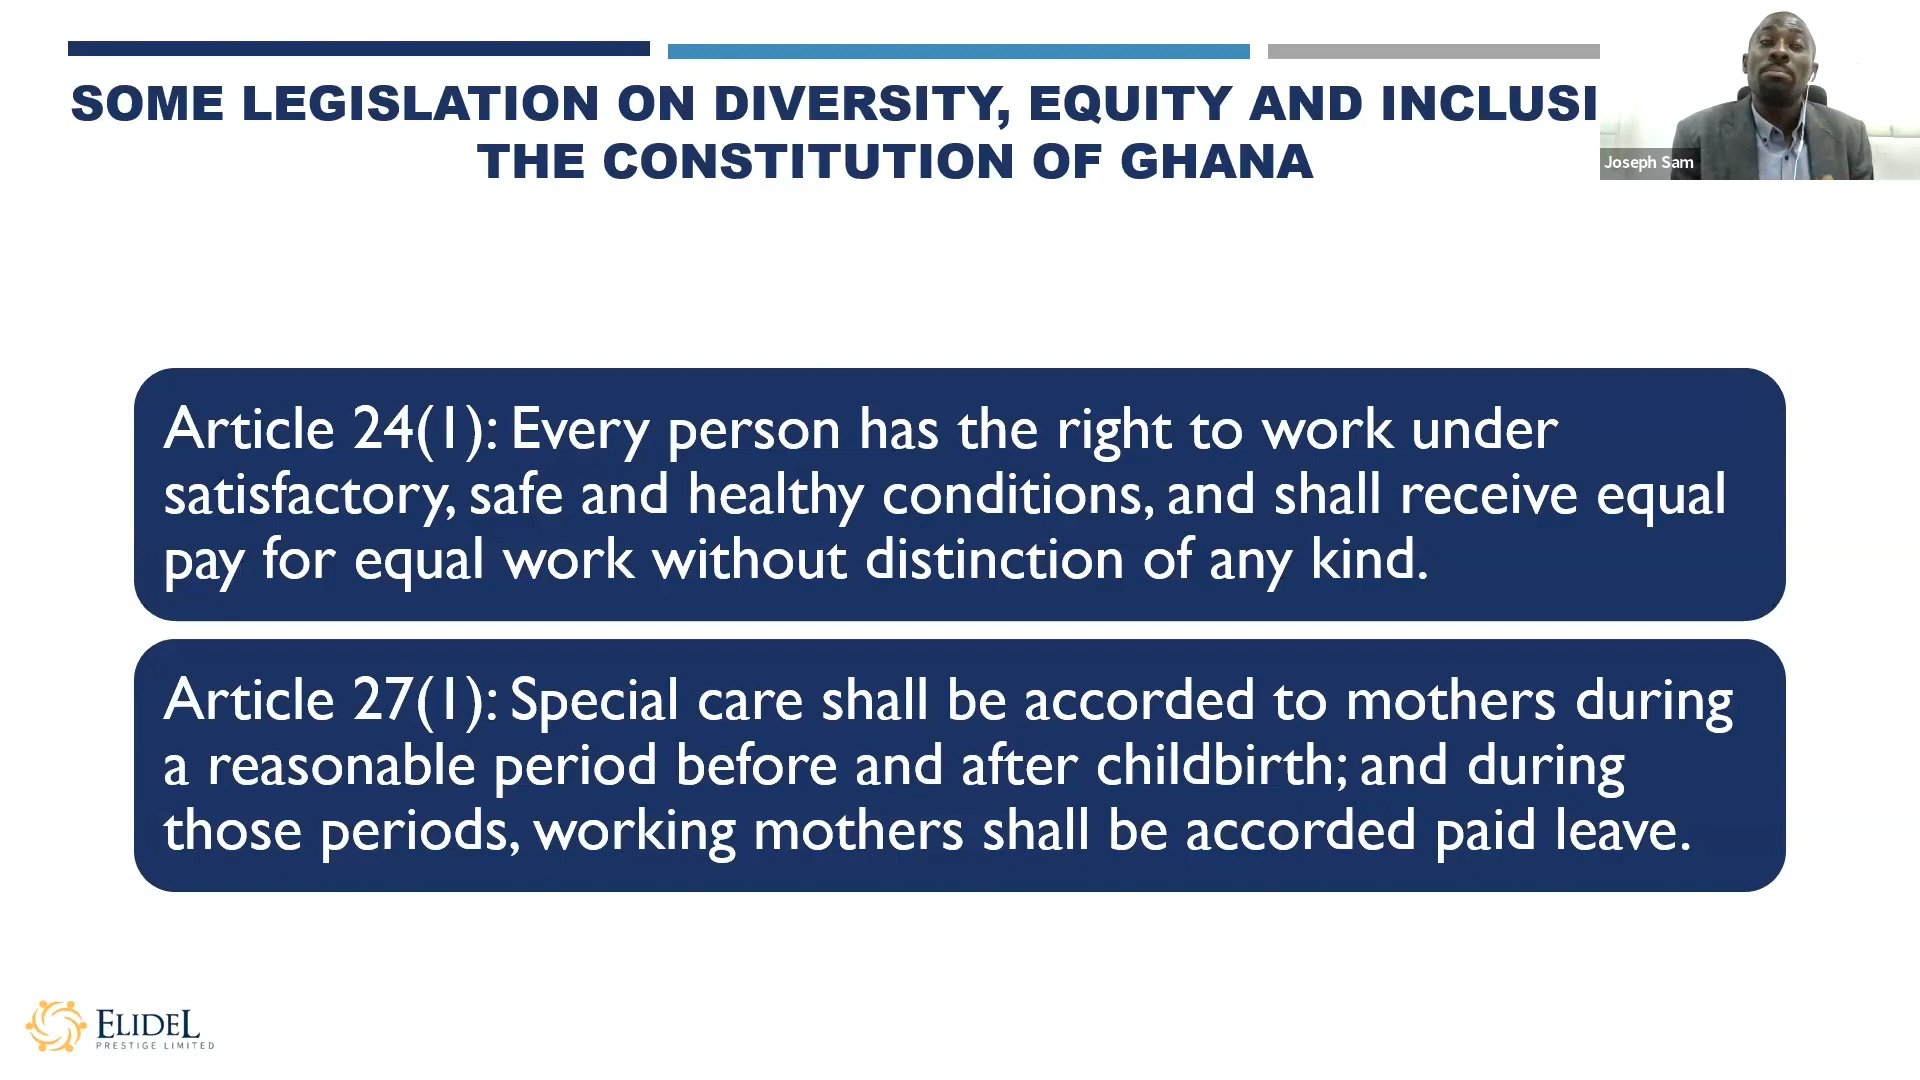 SOME LEGISLATION ON DIVERSITY, EQUITY AND INCLUSI
THE CONSTITUTION OF GHANA
Joseph Sam
Article 24(1): Every person has the right to work under
satisfactory, safe and healthy conditions, and shall receive equal
pay for equal work without distinction of any kind.
Article 27(1): Special care shall be accorded to mothers during
a reasonable period before and after childbirth; and during
those periods, working mothers shall be accorded paid leave.
ELIDEL
PRESTIGE LIMITED